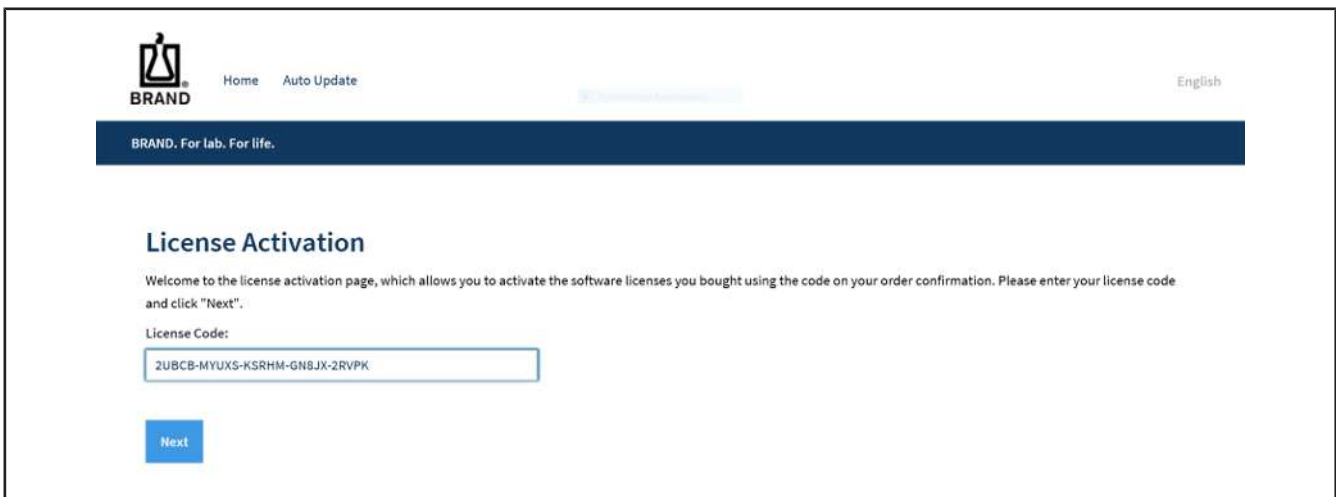 Home Auto Update
English
BRAND
BRAND. For lab. For life.
License Activation
Welcome to the license activation page, which allows you to activate the software licenses you bought using the code on your order confirmation. Please enter your license code
and click "Next".
License Code:
2UBCB-MYUXS-KSRHM-GN8JX-2RVPK
Next